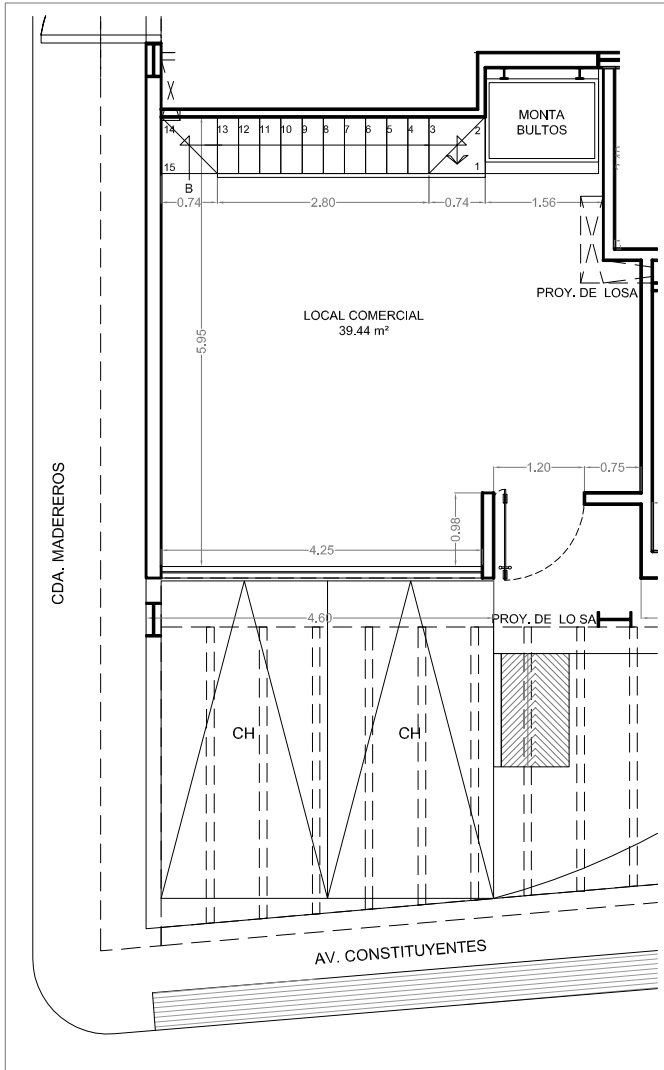 MONTA
BULTOS
14
13
12
11
10
9
8
7
6
5
4
3
2
15
1
B
0.74
2.80
0.74
1.56
PROY. DE LOSA
LOCAL COMERCIAL
39.44 m²
5.95
1.20
0.75
0.98
4.25
CDA. MADEREROS
4.60
PROY. DE LO SA
CH
CH
AV. CONSTITUYENTES